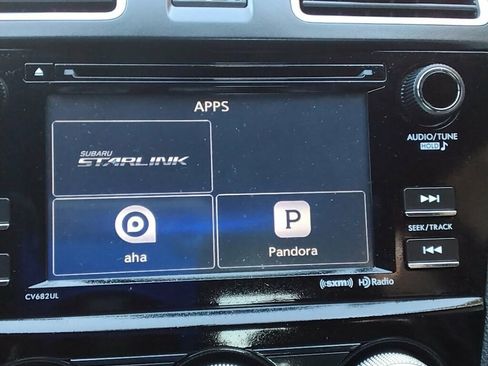 APPS
SUBARU
STARLINK
aha
P
Pandora
AUDIO/TUNE
HOLD
SEEK/TRACK
CV682UL
sxm HD Radio